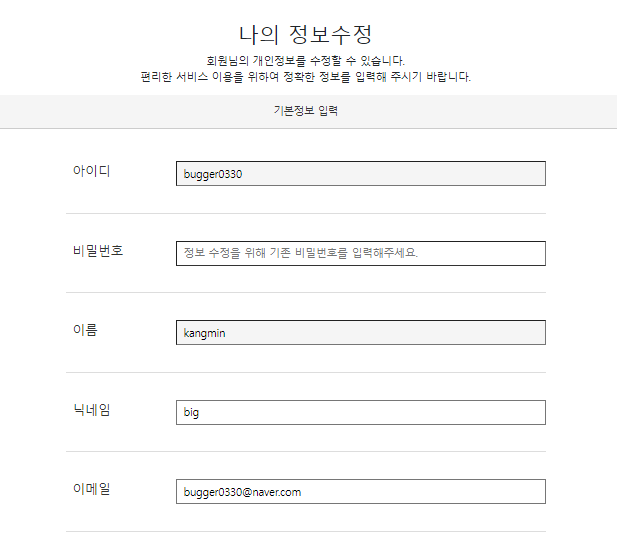 나의 정보수정
회원님의 개인정보를 수정할 수 있습니다.
편리한 서비스 이용을 위하여 정확한 정보를 입력해 주시기 바랍니다.
기본정보 입력
아이디 bugger0330
비밀번호 정보 수정을 위해 기존 비밀번호를 입력해주세요.
이름 kangmin
닉네임 big
이메일 bugger0330@naver.com